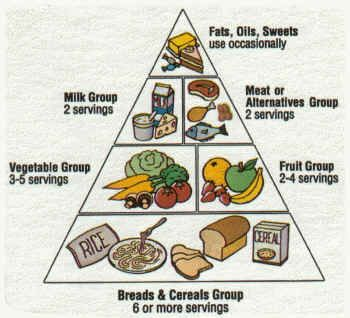 Fats, Oils, Sweets
use occasionally
Milk Group
2 servings
Meat or
Alternatives Group
2 servings
Vegetable Group
3-5 servings
Fruit Group
2-4 servings
RICE
CEREAL
Breads & Cereals Group
6 or more servings